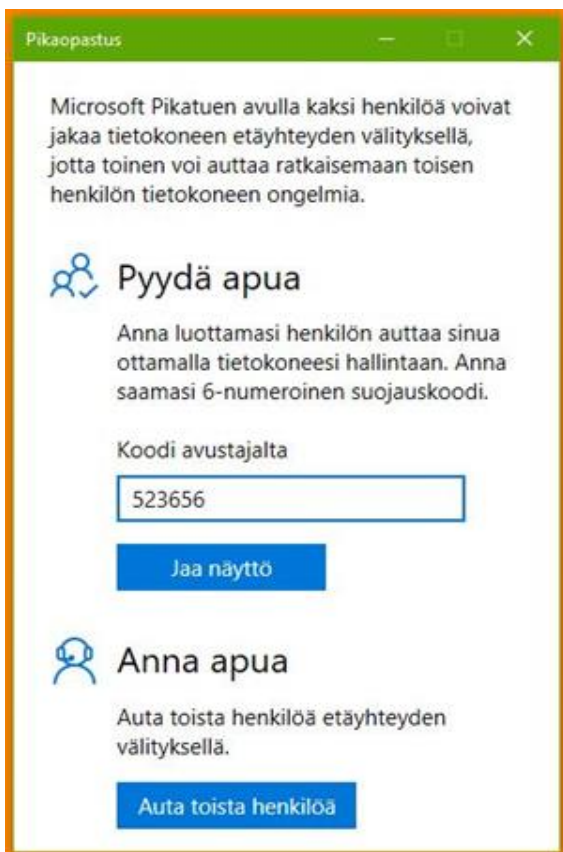 Pikaopastus
Microsoft Pikatuen avulla kaksi henkilöä voivat
jakaa tietokoneen etäyhteyden välityksellä,
jotta toinen voi auttaa ratkaisemaan toisen
henkilön tietokoneen ongelmia.
Pyydä apua
Anna luottamasi henkilön auttaa sinua
ottamalla tietokoneesi hallintaan. Anna
saamasi 6-numeroinen suojauskoodi.
Koodi avustajalta
523656
Jaa näyttö
Anna apua
Auta toista henkilöä etäyhteyden
välityksellä.
Auta toista henkilöä